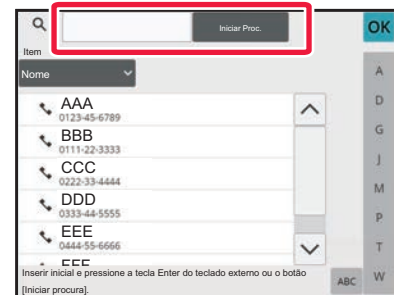 Iniciar Proc.
OK
Item
Nome
A
AAA
0123-45-6789
D
BBB
0111-22-3333
G
CCC
0222-33-4444
J
DDD
0333-44-5555
M
EEE
0444-55-6666
P
FFF
T
Inserir inicial e pressione a tecla Enter do teclado externo ou o botão
[Iniciar procura].
ABC
W